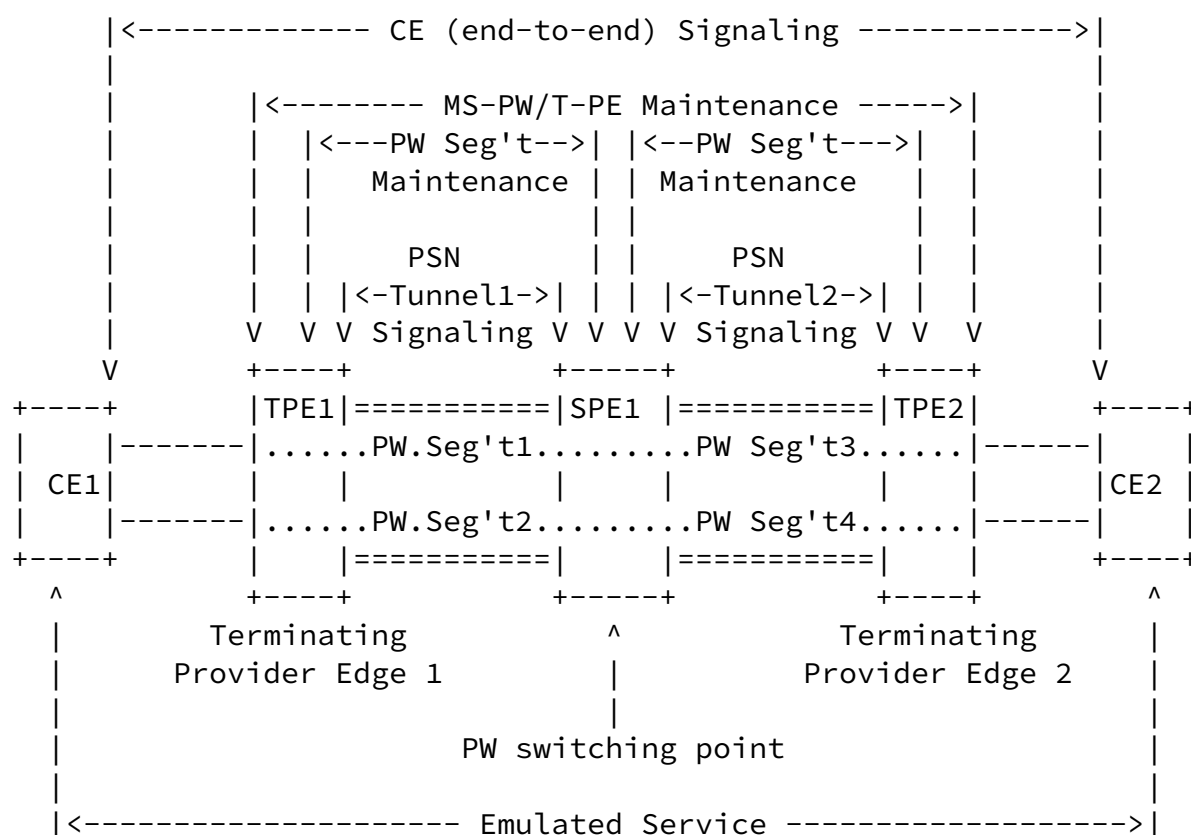 |<------------- CE (end-to-end) Signaling ------------>|
|<-------- MS-PW/T-PE Maintenance ----->|
|<---PW Seg't-->| |<--PW Seg't--->|
Maintenance Maintenance
PSN PSN
|<-Tunnel1->| |<-Tunnel2->|
V V V Signaling V V V V Signaling V V V
V +----+ +-----+ +----+ V
+----+ |TPE1|===========|SPE1 |===========|TPE2| +----+
| |-------|......PW.Seg't1.........PW Seg't3......|------| |
| CE1| | | | | | | |CE2 |
| |-------|......PW.Seg't2.........PW Seg't4......|------| |
+----+ | |===========| |===========| | +----+
^ +----+ +-----+ +----+ ^
Terminating ^ Terminating
Provider Edge 1 | Provider Edge 2
PW switching point
|<--------------------- Emulated Service ------------------->|